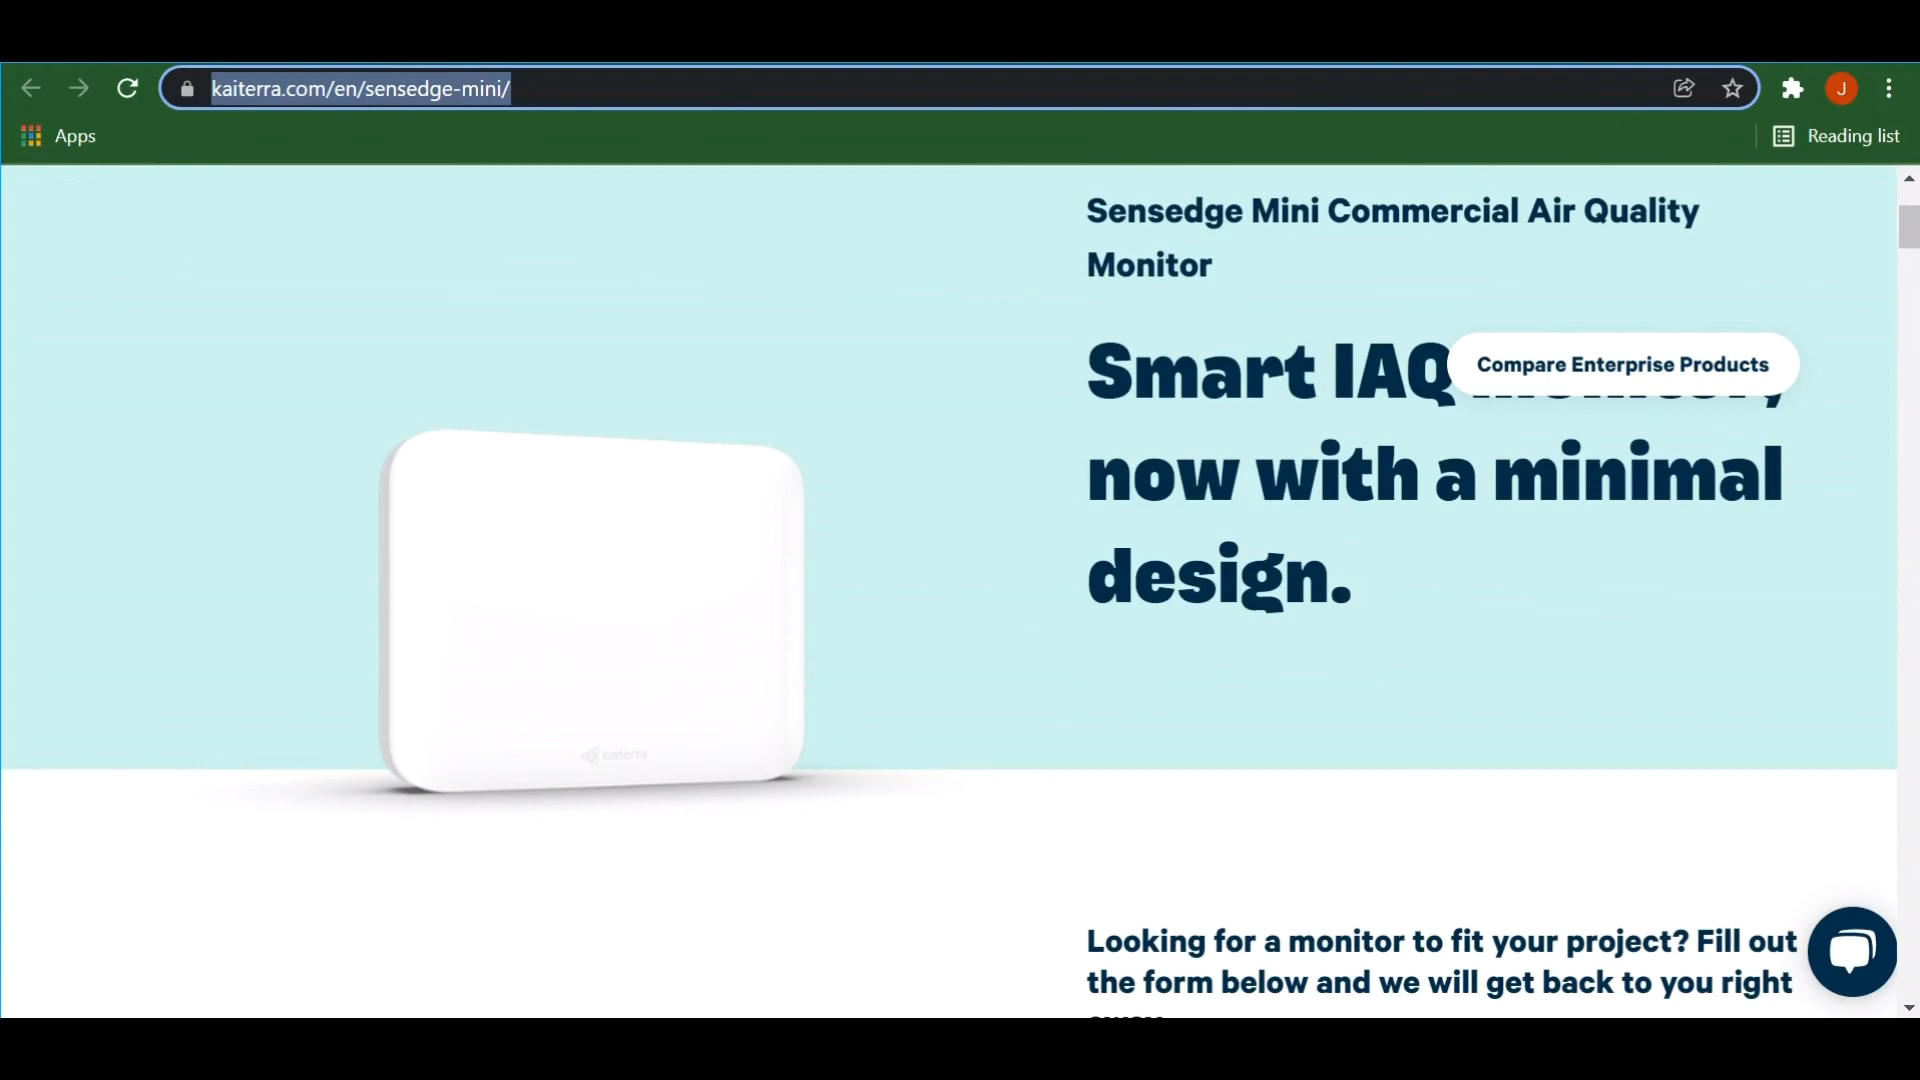 kaiterra.com/en/sensedge-mini/
J
Apps
Reading list
Sensedge Mini Commercial Air Quality
Monitor
Smart IAQ
Compare Enterprise Products
now with a minimal
design.
kaiterra
Looking for a monitor to fit your project? Fill out
the form below and we will get back to you right